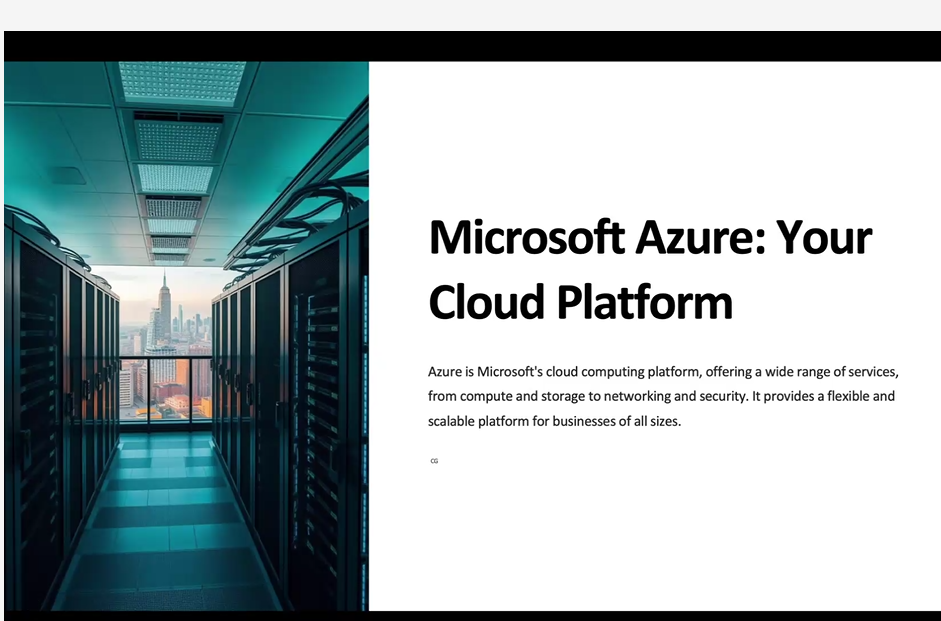 Microsoft Azure: Your
Cloud Platform
Azure is Microsoft's cloud computing platform, offering a wide range of services,
from compute and storage to networking and security. It provides a flexible and
scalable platform for businesses of all sizes.
CG